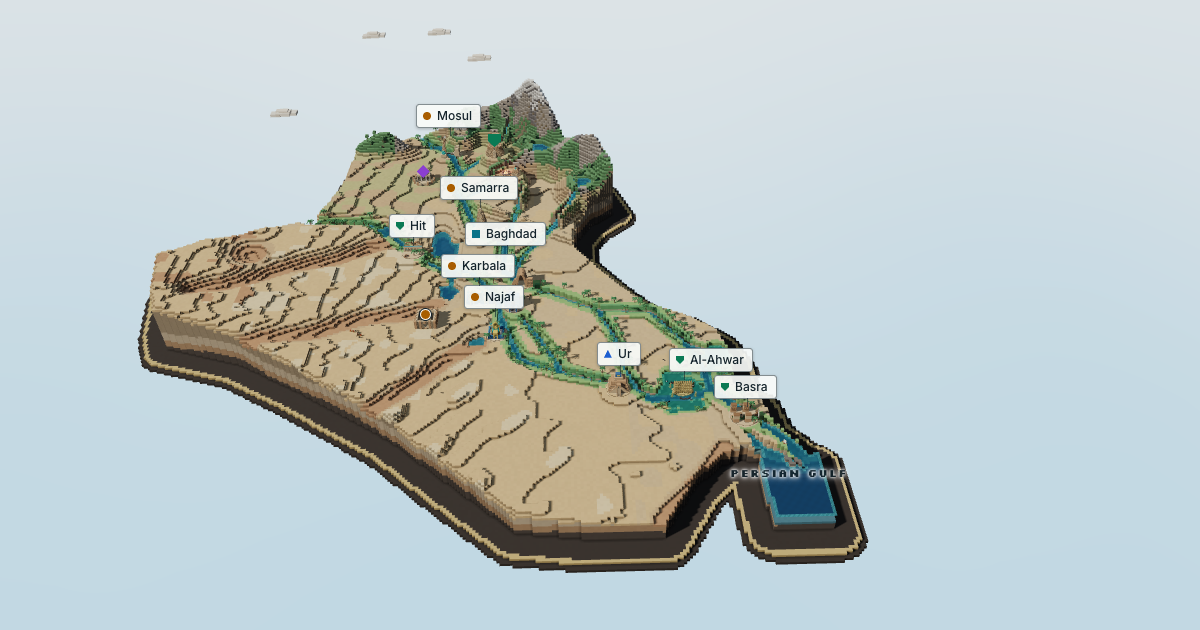 Mosul
Samarra
Hit
Baghdad
Karbala
Najaf
Ur
Al-Ahwar
Basra
PERSIAN GULF